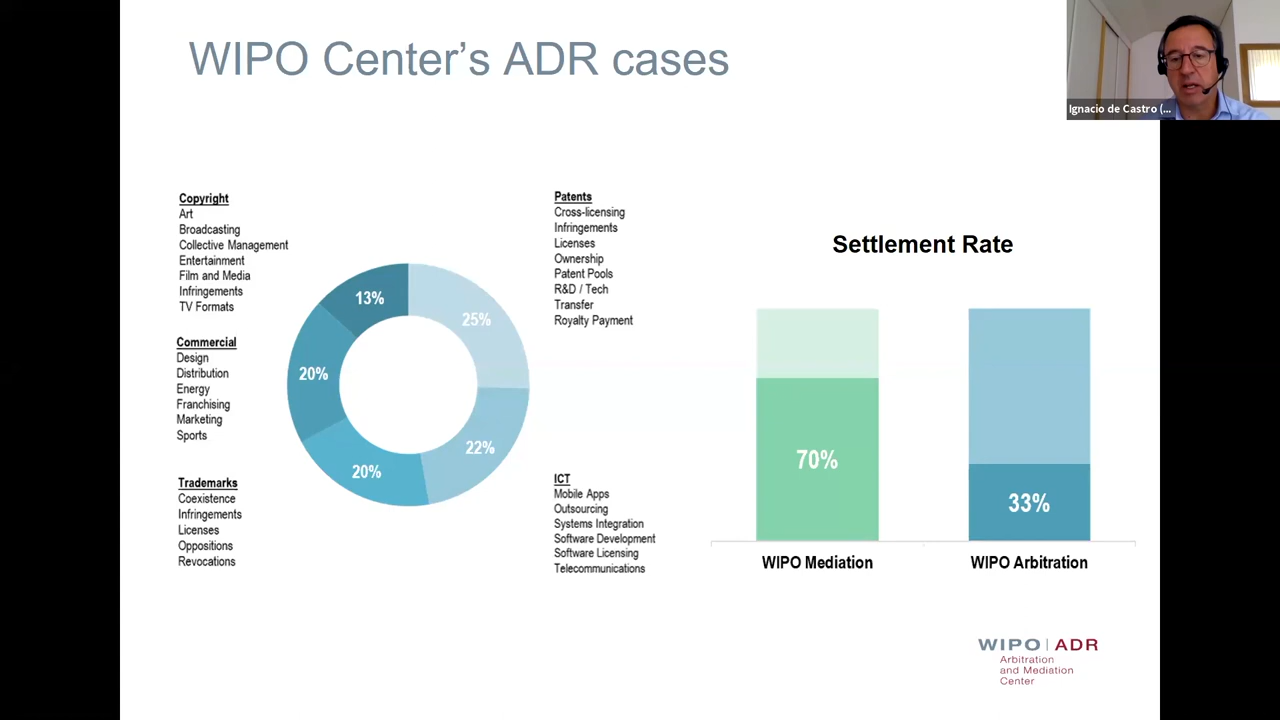 WIPO Center's ADR cases
Ignacio de Castro (...
Copyright
Art
Broadcasting
Collective Management
Entertainment
Film and Media
Infringements
TV Formats
Commercial
Design
Distribution
Energy
Franchising
Marketing
Sports
Trademarks
Coexistence
Infringements
Licenses
Oppositions
Revocations
13%
25%
20%
22%
20%
Patents
Cross-licensing
Infringements
Licenses
Ownership
Patent Pools
R&D / Tech
Transfer
Royalty Payment
ICT
Mobile Apps
Outsourcing
Systems Integration
Software Development
Software Licensing
Telecommunications
Settlement Rate
70%
33%
WIPO Mediation
WIPO Arbitration
WIPO | ADR
Arbitration
and Mediation
Center